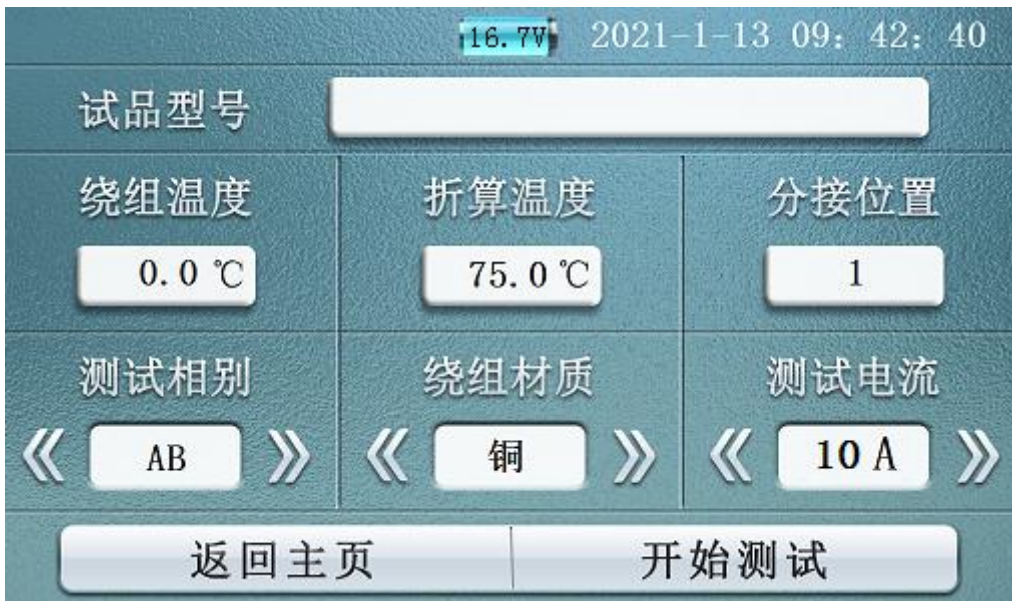 16.7V 2021-1-13 09: 42: 40
试品型号
绕组温度 折算温度 分接位置
0.0 ℃ 75.0 ℃ 1
测试相别 绕组材质 测试电流
《 AB 》 《 铜 》 《 10 A 》
返回主页 开始测试